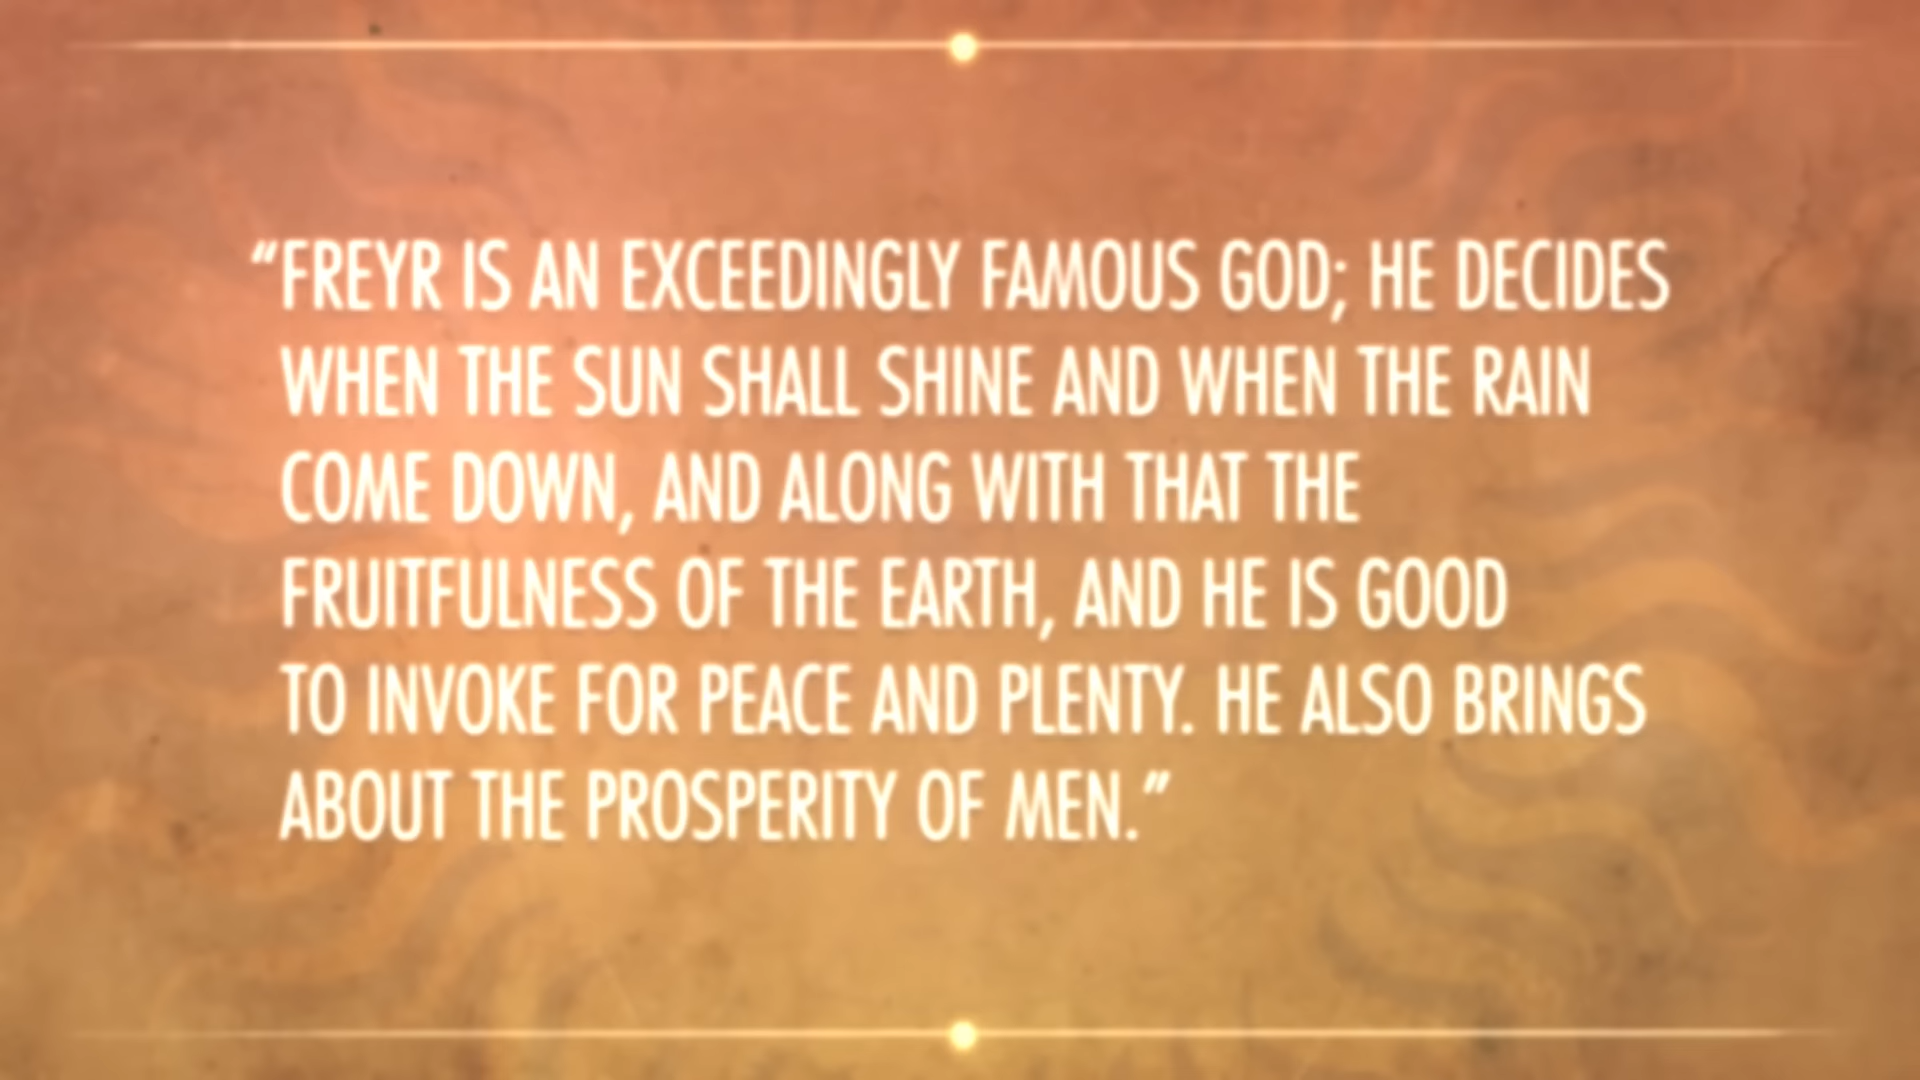 “FREYR IS AN EXCEEDINGLY FAMOUS GOD; HE DECIDES
WHEN THE SUN SHALL SHINE AND WHEN THE RAIN
COME DOWN, AND ALONG WITH THAT THE
FRUITFULNESS OF THE EARTH, AND HE IS GOOD
TO INVOKE FOR PEACE AND PLENTY. HE ALSO BRINGS
ABOUT THE PROSPERITY OF MEN.”